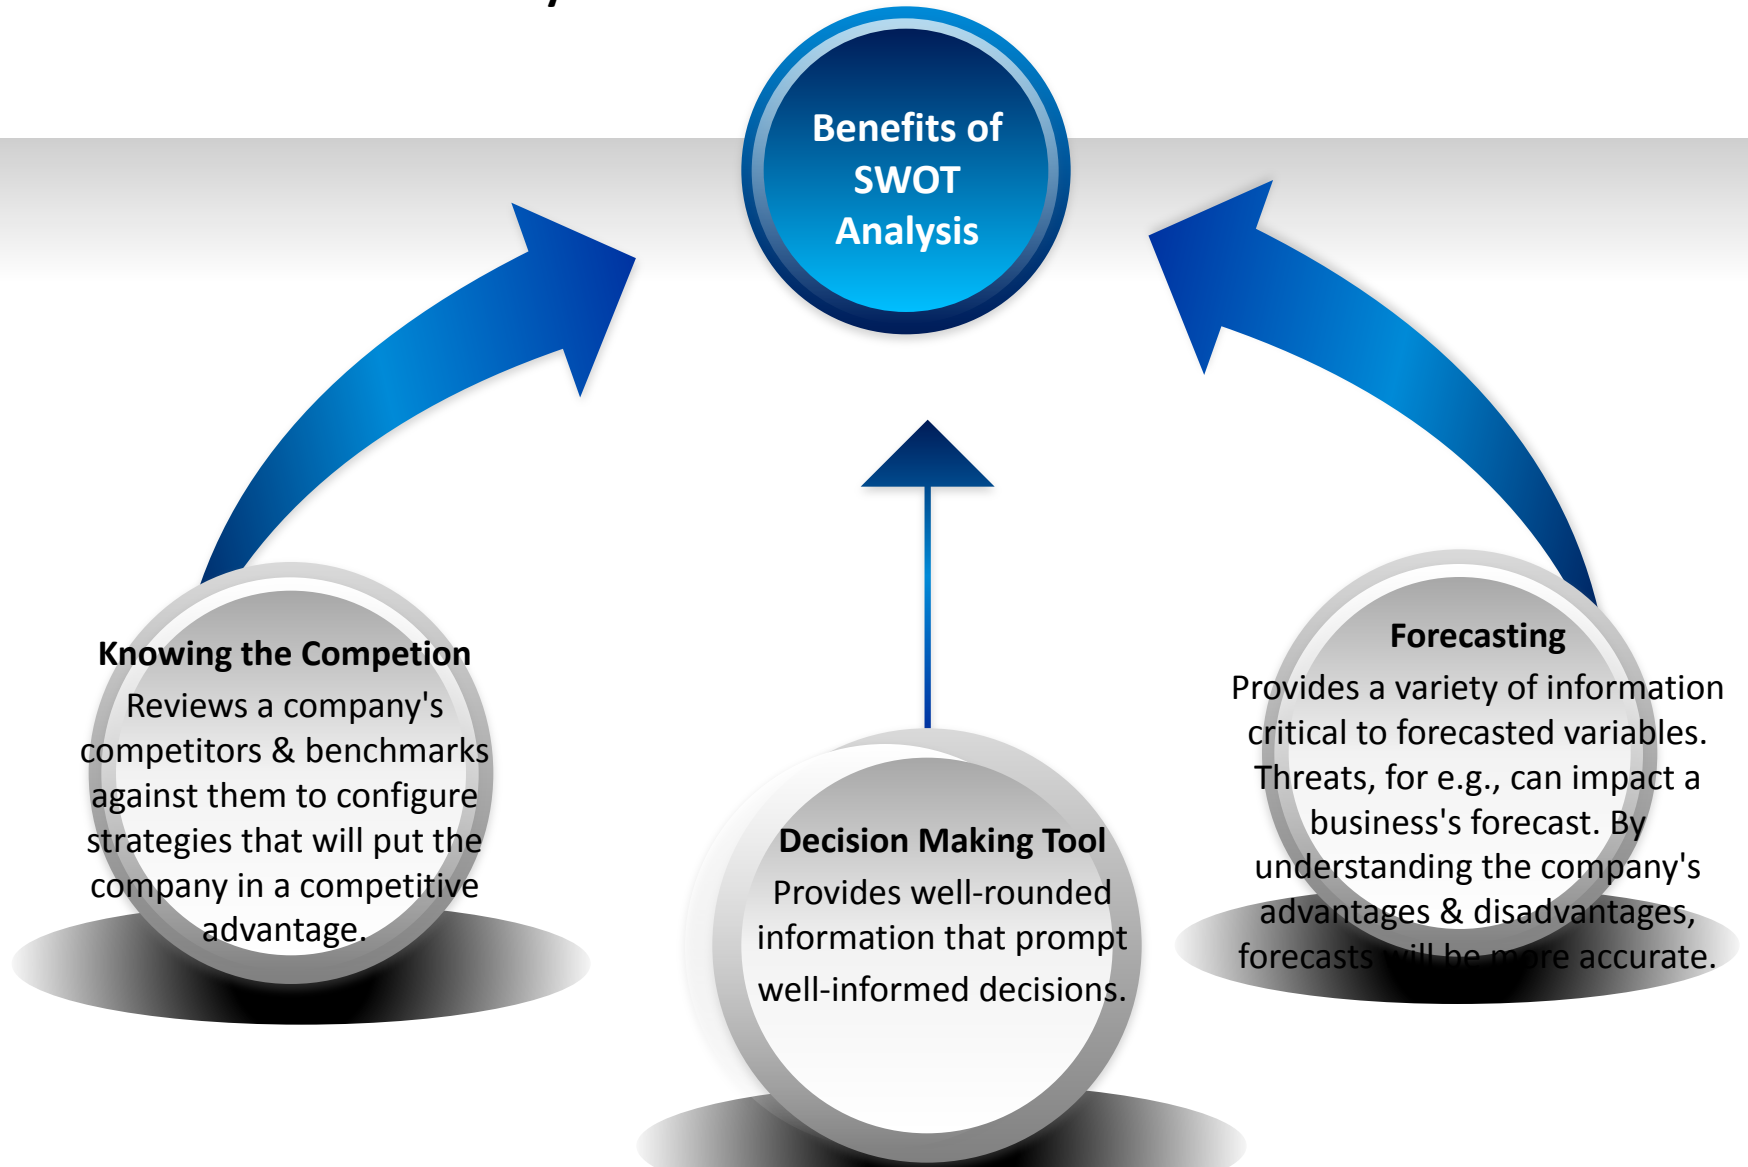 Benefits of
SWOT
Analysis
Knowing the Competion
Reviews a company's
competitors & benchmarks
against them to configure
strategies that will put the
company in a competitive
advantage.
Decision Making Tool
Provides well-rounded
information that prompt
well-informed decisions.
Forecasting
Provides a variety of information
critical to forecasted variables.
Threats, for e.g., can impact a
business's forecast. By
understanding the company's
advantages & disadvantages,
forecasts will be more accurate.